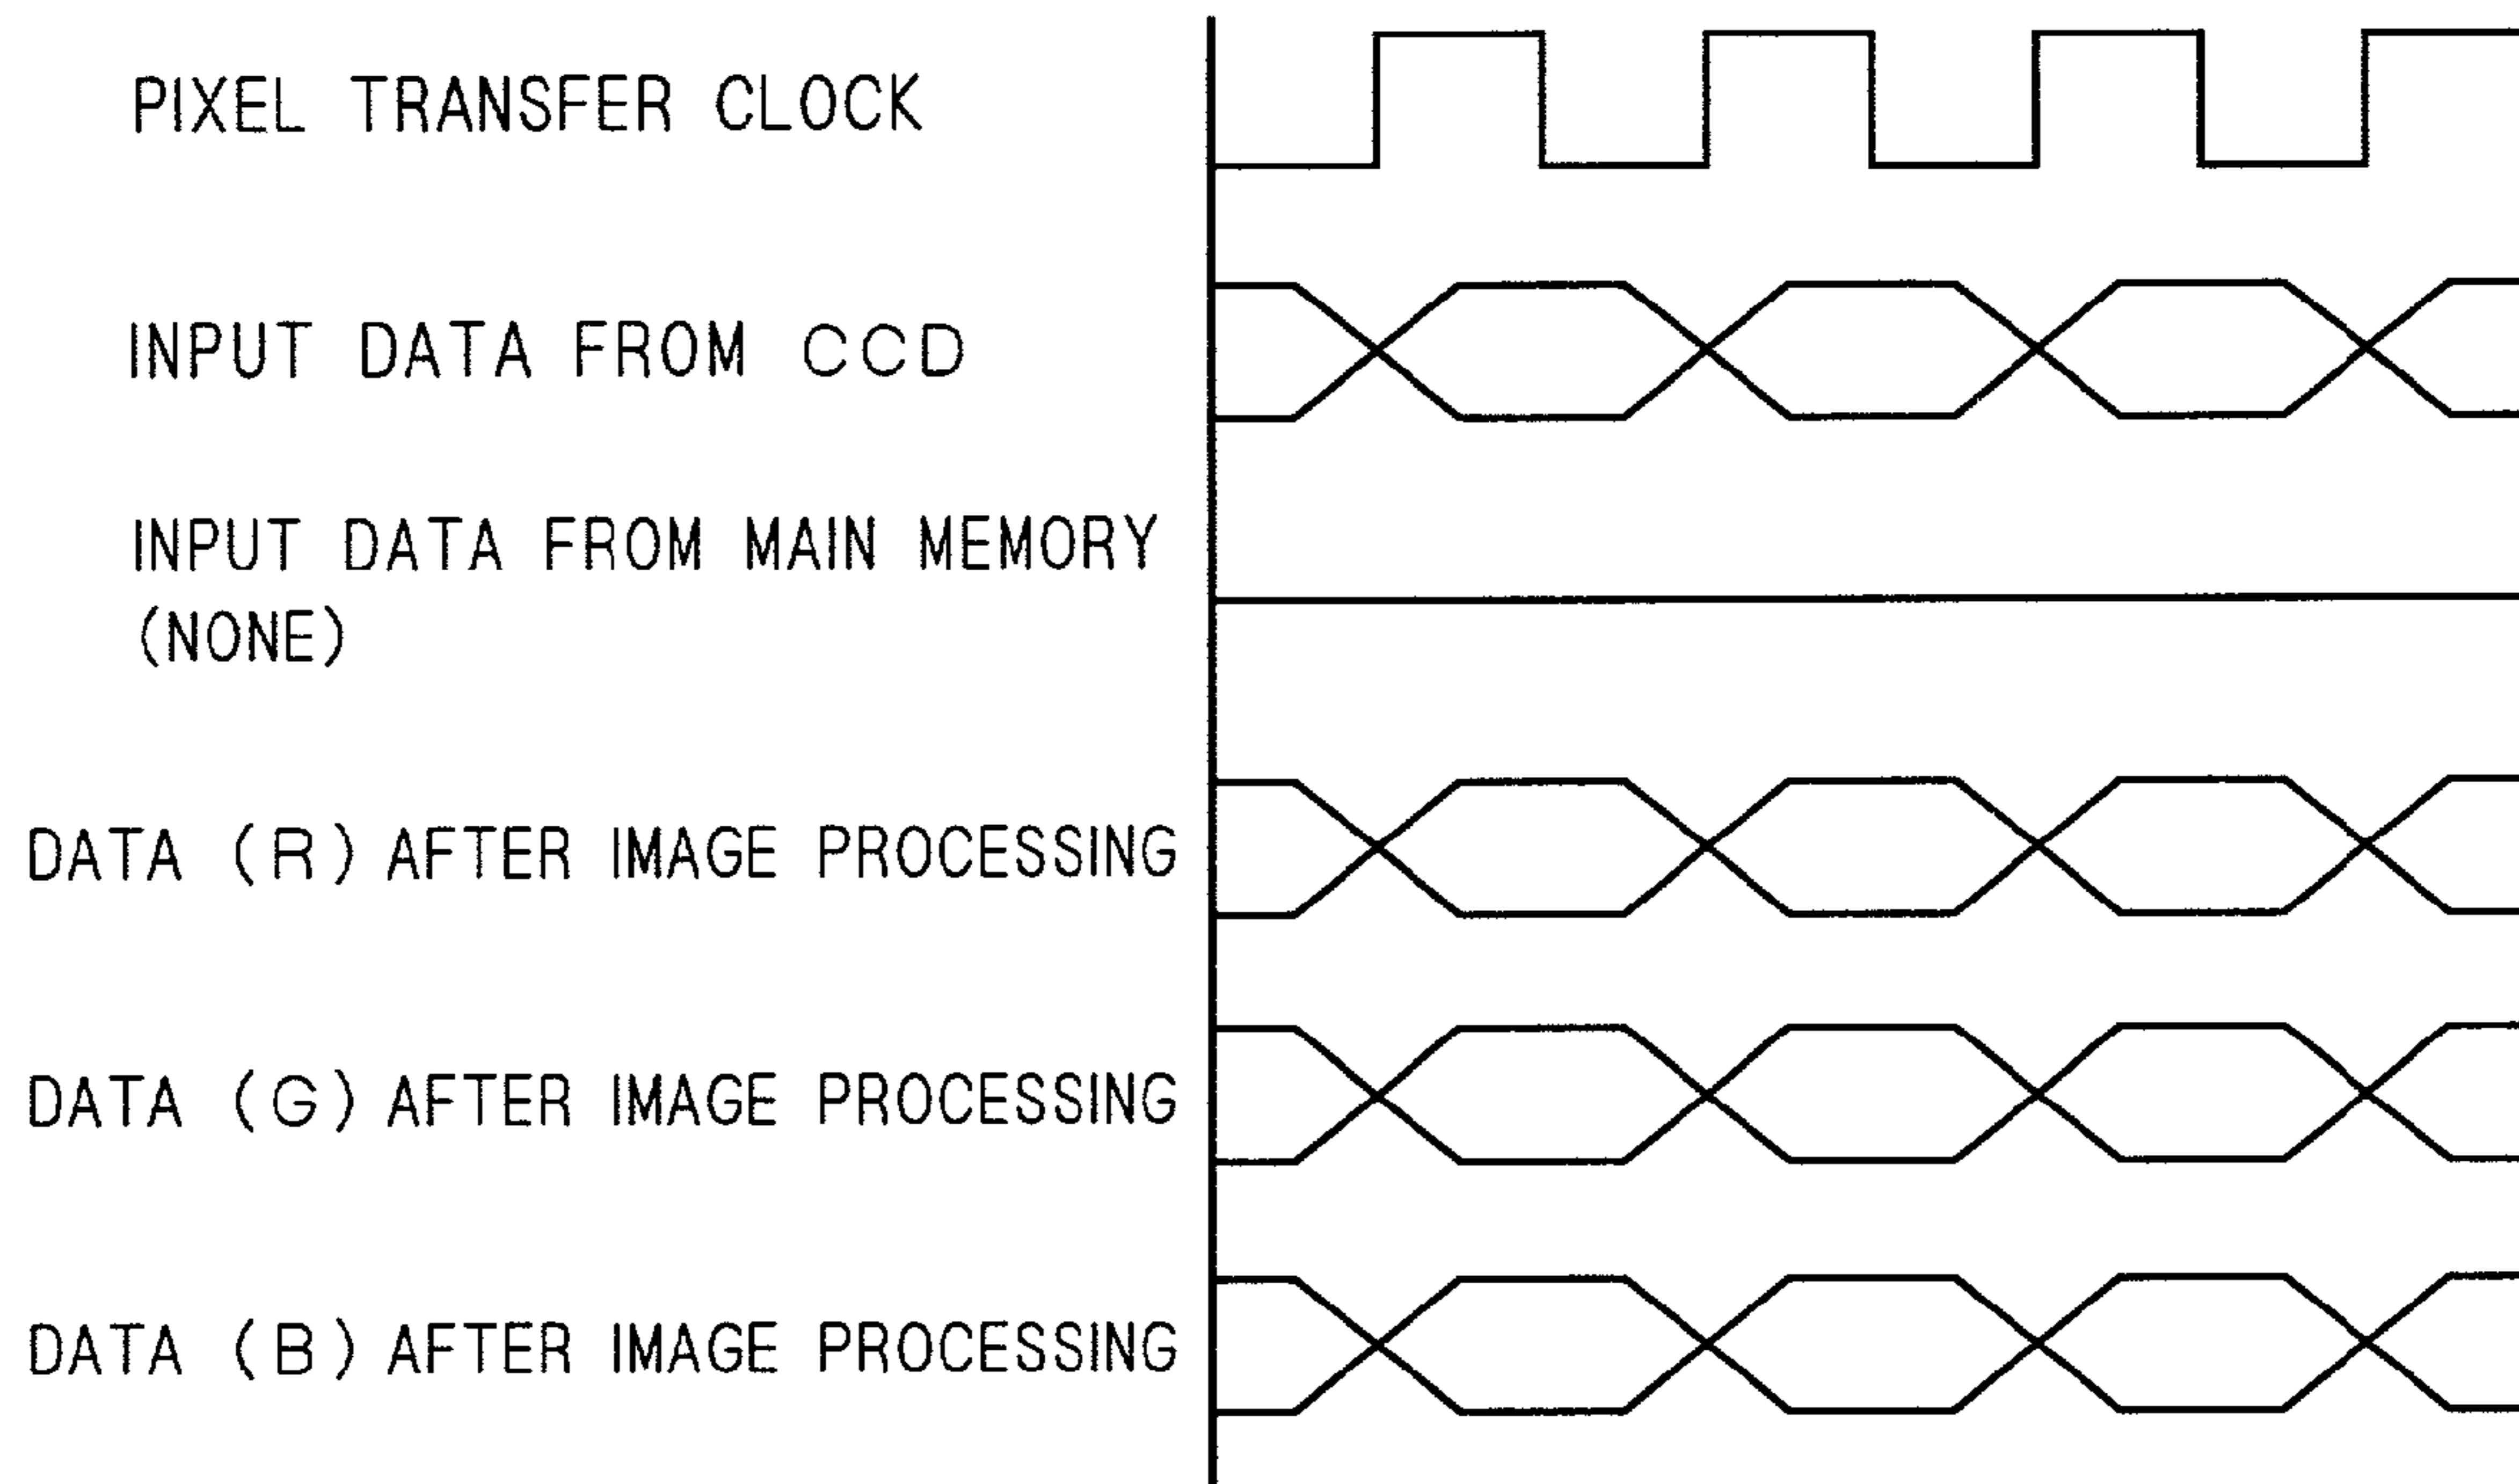 PIXEL TRANSFER CLOCK
INPUT DATA FROM CCD
INPUT DATA FROM MAIN MEMORY
(NONE)
DATA (R) AFTER IMAGE PROCESSING
DATA (G) AFTER IMAGE PROCESSING
DATA (B) AFTER IMAGE PROCESSING